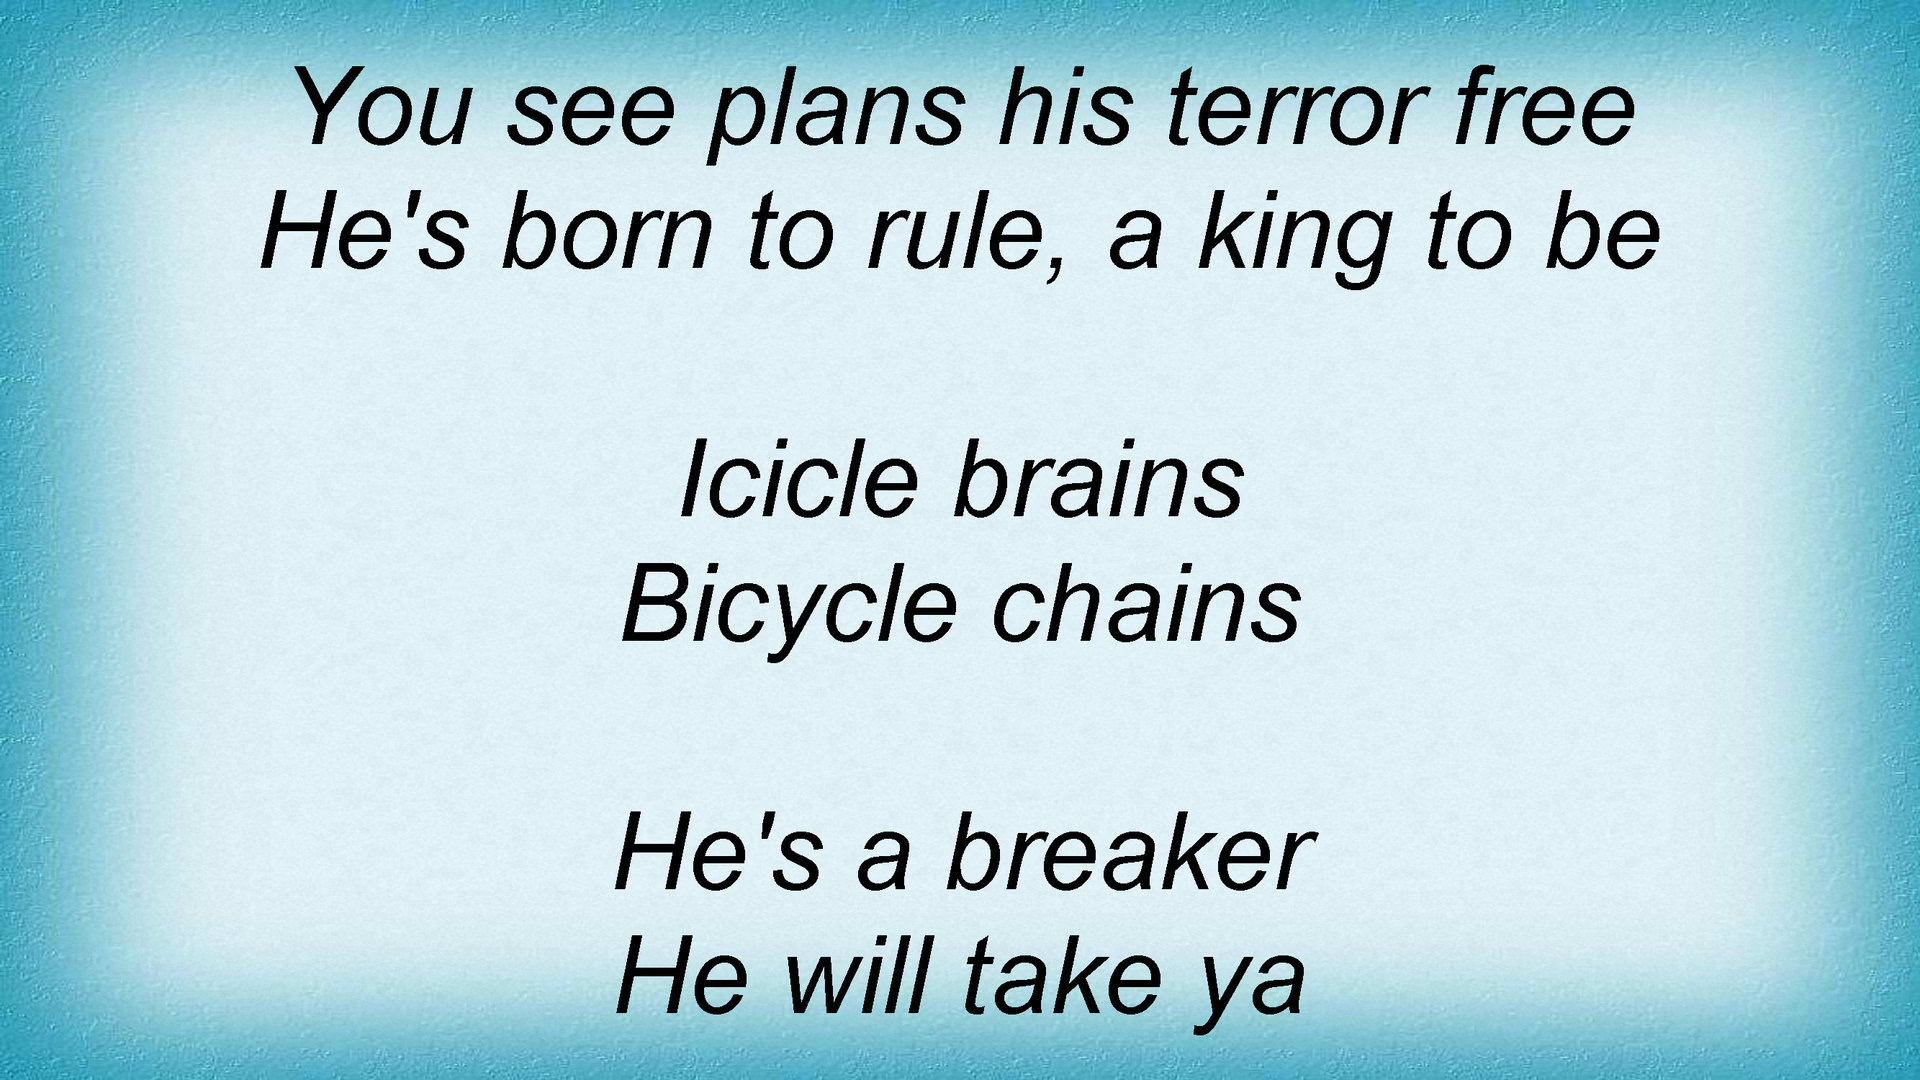 You see plans his terror free
He's born to rule, a king to be
Icicle brains
Bicycle chains
He's a breaker
He will take ya